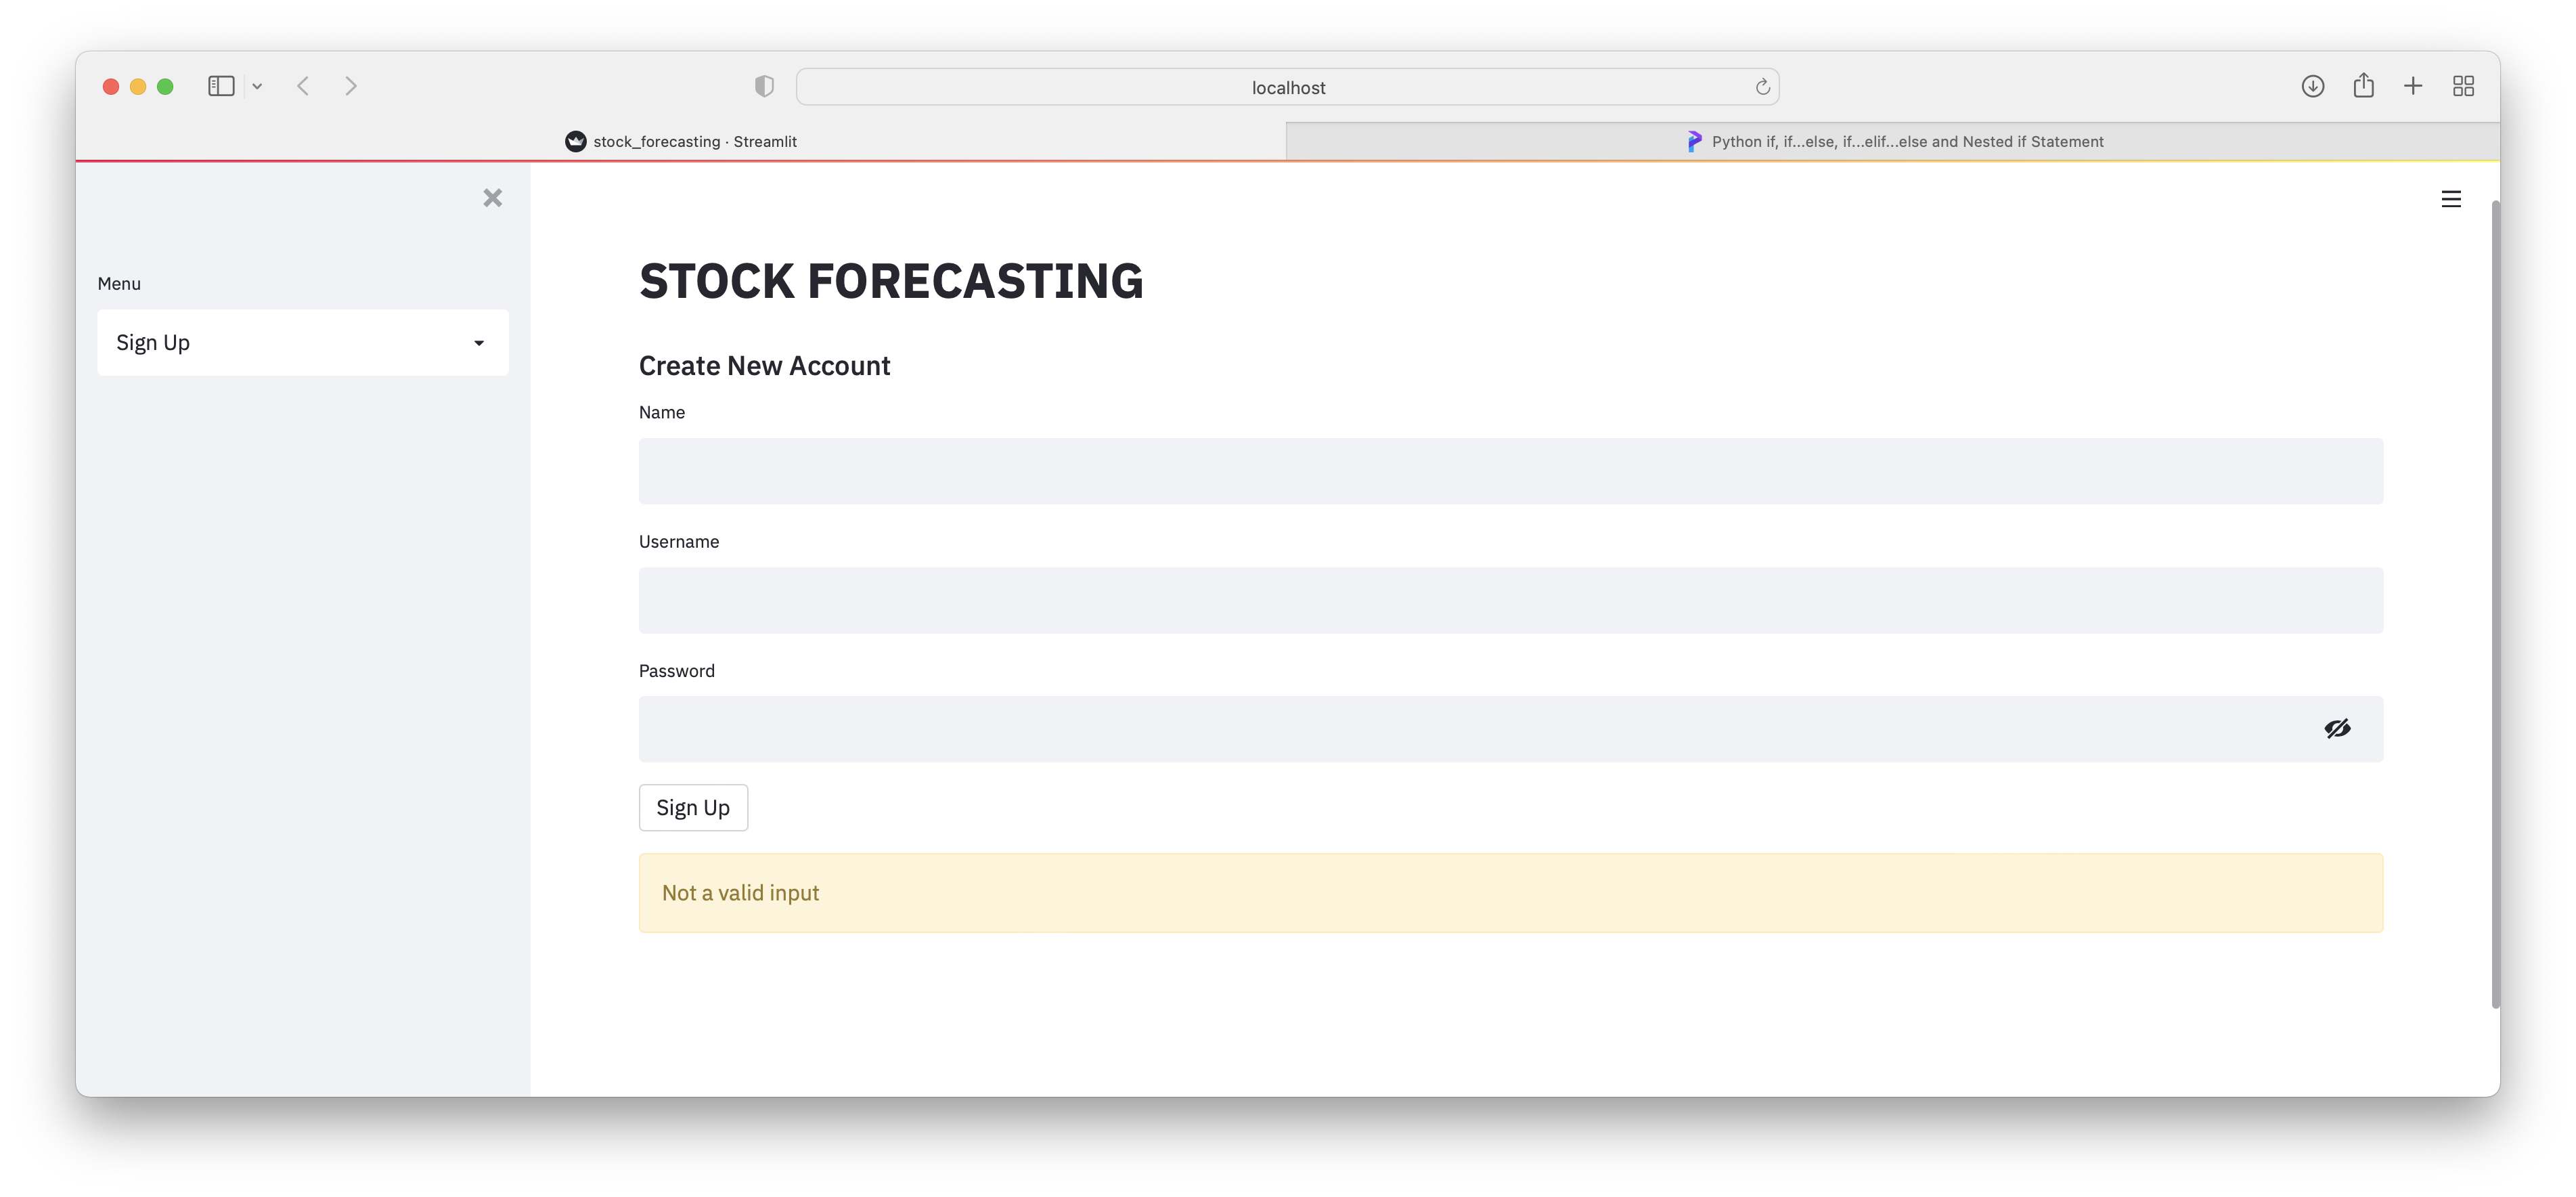 localhost
stock_forecasting · Streamlit
Python if, if...else, if...elif...else and Nested if Statement
Menu
Sign Up
STOCK FORECASTING
Create New Account
Name
Username
Password
Sign Up
Not a valid input